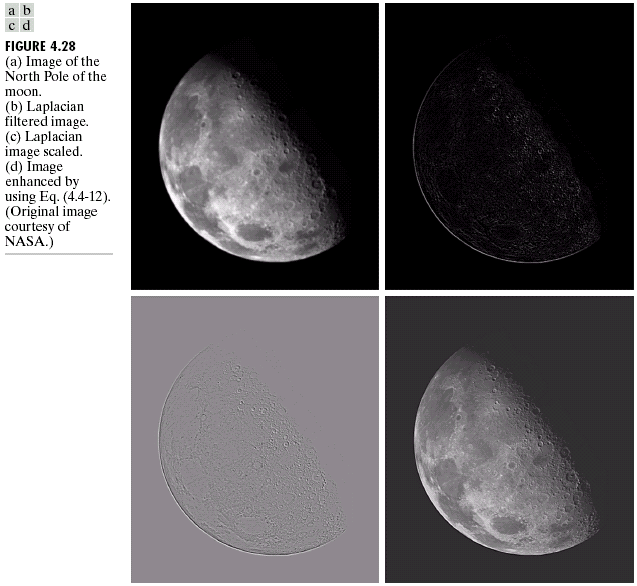 a b
c d
FIGURE 4.28
(a) Image of the
North Pole of the
moon.
(b) Laplacian
filtered image.
(c) Laplacian
image scaled.
(d) Image
enhanced by
using Eq. (4.4-12).
(Original image
courtesy of
NASA.)